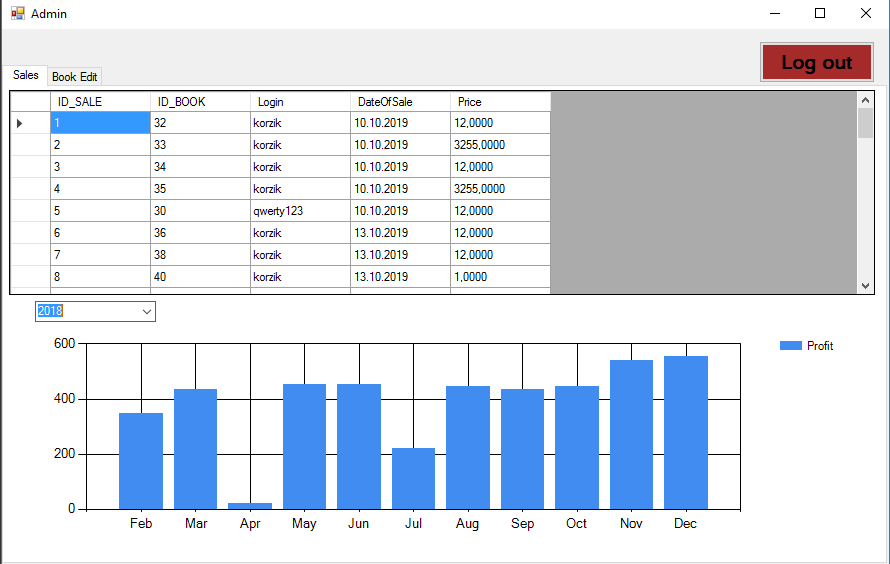 Admin
Log out
Sales Book Edit
ID_SALE ID_BOOK Login DateOfSale Price
1 32 korzik 10.10.2019 12,0000
2 33 korzik 10.10.2019 3255,0000
3 34 korzik 10.10.2019 12,0000
4 35 korzik 10.10.2019 3255,0000
5 30 qwerty123 10.10.2019 12,0000
6 36 korzik 13.10.2019 12,0000
7 38 korzik 13.10.2019 12,0000
8 40 korzik 13.10.2019 1,0000
2018
600
Profit
400
200
0
Feb Mar Apr May Jun Jul Aug Sep Oct Nov Dec